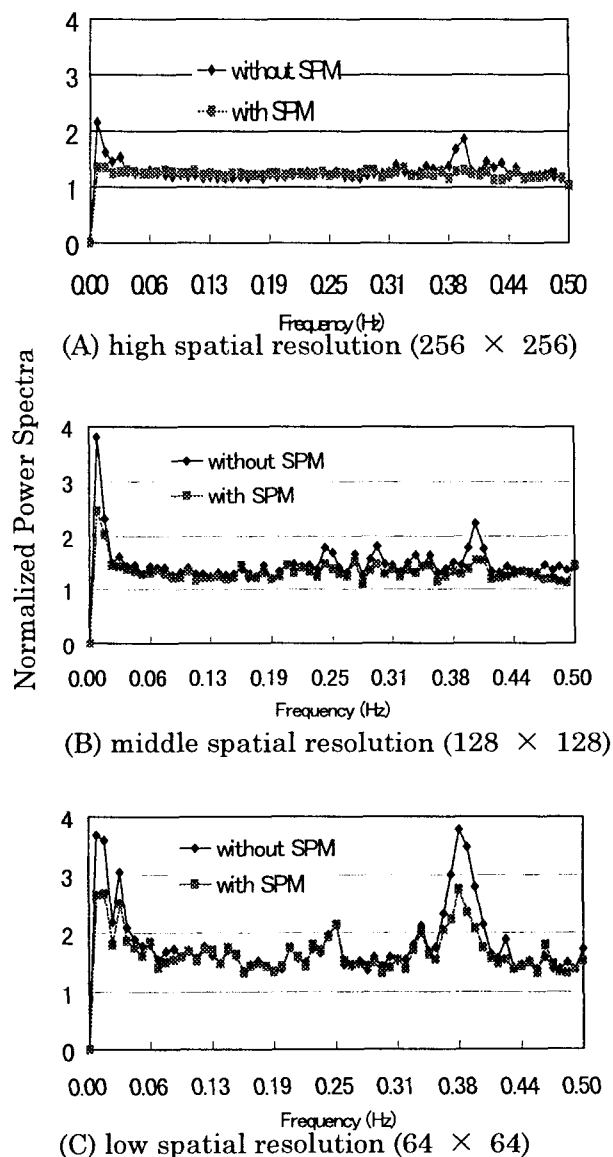 Normalized Power Spectra
4
3
2
1
0
without SPM
with SPM
0.00 0.06 0.13 0.19 0.25 0.31 0.38 0.44 0.50
Frequency (Hz)
(A) high spatial resolution (256 × 256)
4
3
2
1
0
without SPM
with SPM
0.00 0.06 0.13 0.19 0.25 0.31 0.38 0.44 0.50
Frequency (Hz)
(B) middle spatial resolution (128 × 128)
4
3
2
1
0
without SPM
with SPM
0.00 0.06 0.13 0.19 0.25 0.31 0.38 0.44 0.50
Frequency (Hz)
(C) low spatial resolution (64 × 64)